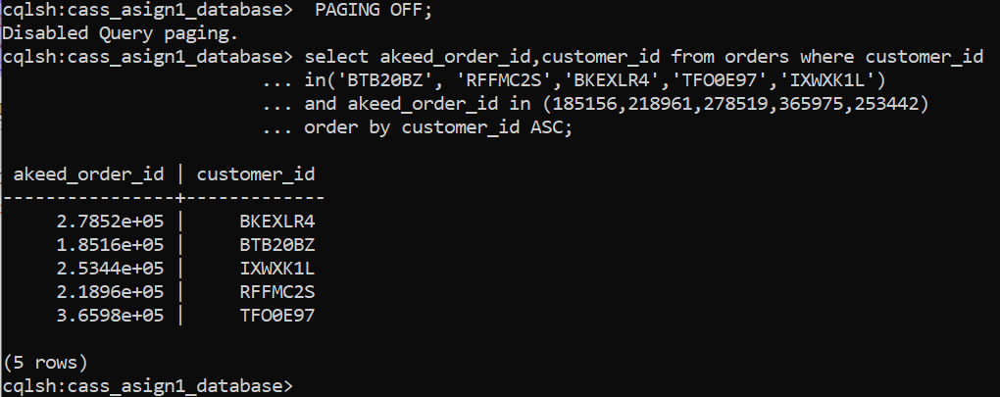 cqlsh:cass_asign1_database>  PAGING OFF;
Disabled Query paging.
cqlsh:cass_asign1_database> select akeed_order_id,customer_id from orders where customer_id
... in('BTB20BZ', 'RFFMC2S','BKEXLR4','TFO0E97','IXWXK1L')
... and akeed_order_id in (185156,218961,278519,365975,253442)
... order by customer_id ASC;
akeed_order_id | customer_id
----------------+-------------
2.7852e+05 |     BKEXLR4
1.8516e+05 |     BTB20BZ
2.5344e+05 |     IXWXK1L
2.1896e+05 |     RFFMC2S
3.6598e+05 |     TFO0E97
(5 rows)
cqlsh:cass_asign1_database>